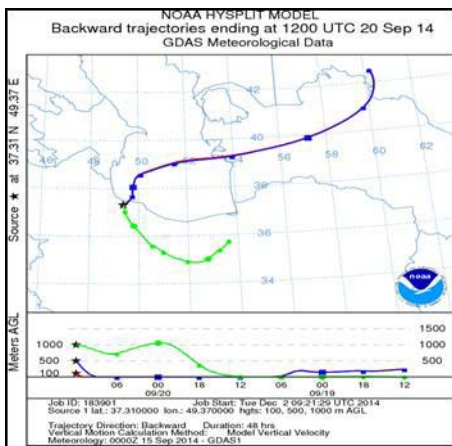 NOAA HYSPLIT MODEL
Backward trajectories ending at 1200 UTC 20 Sep 14
GDAS Meteorological Data
Source ★ at 37.31 N 49.37 E
42
40
38
36
34
46
48
50
52
54
56
58
60
62
noaa
Meters AGL
1000
500
100
1500
1000
500
06
00
18
12
06
00
18
12
09/20
09/19
Job ID: 183901 Job Start: Tue Dec 2 09:21:29 UTC 2014
Source 1 lat.: 37.310000 lon.: 49.370000 hgts: 100, 500, 1000 m AGL
Trajectory Direction: Backward Duration: 48 hrs
Vertical Motion Calculation Method: Model Vertical Velocity
Meteorology: 0000Z 15 Sep 2014 - GDAS1